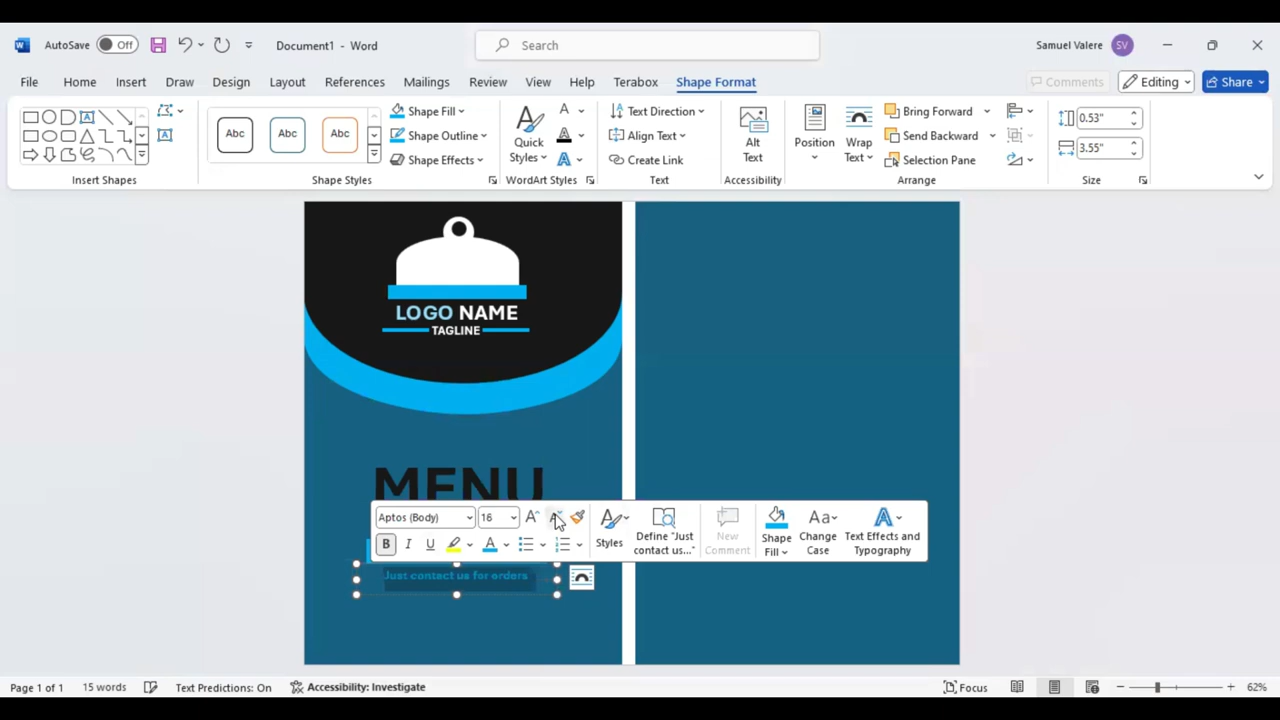 AutoSave Off Document1 - Word Search Samuel Valere SV
File Home Insert Draw Design Layout References Mailings Review View Help Terabox Shape Format Comments Editing Share
Abc Abc Abc
Shape Fill
Shape Outline
Shape Effects
Quick Styles
A
A
A
Text Direction
Align Text
Create Link
Alt Text
Position
Wrap Text
Bring Forward
Send Backward
Selection Pane
0.53"
3.55"
Insert Shapes Shape Styles WordArt Styles Text Accessibility Arrange Size
LOGO NAME
TAGLINE
MENU
Aptos (Body) 16 A A
B I U A
Styles
Define "Just contact us..."
New Comment
Shape Fill
Aa
Change Case
A
Text Effects and Typography
Just contact us for orders
Page 1 of 1 15 words Text Predictions: On Accessibility: Investigate Focus 62%